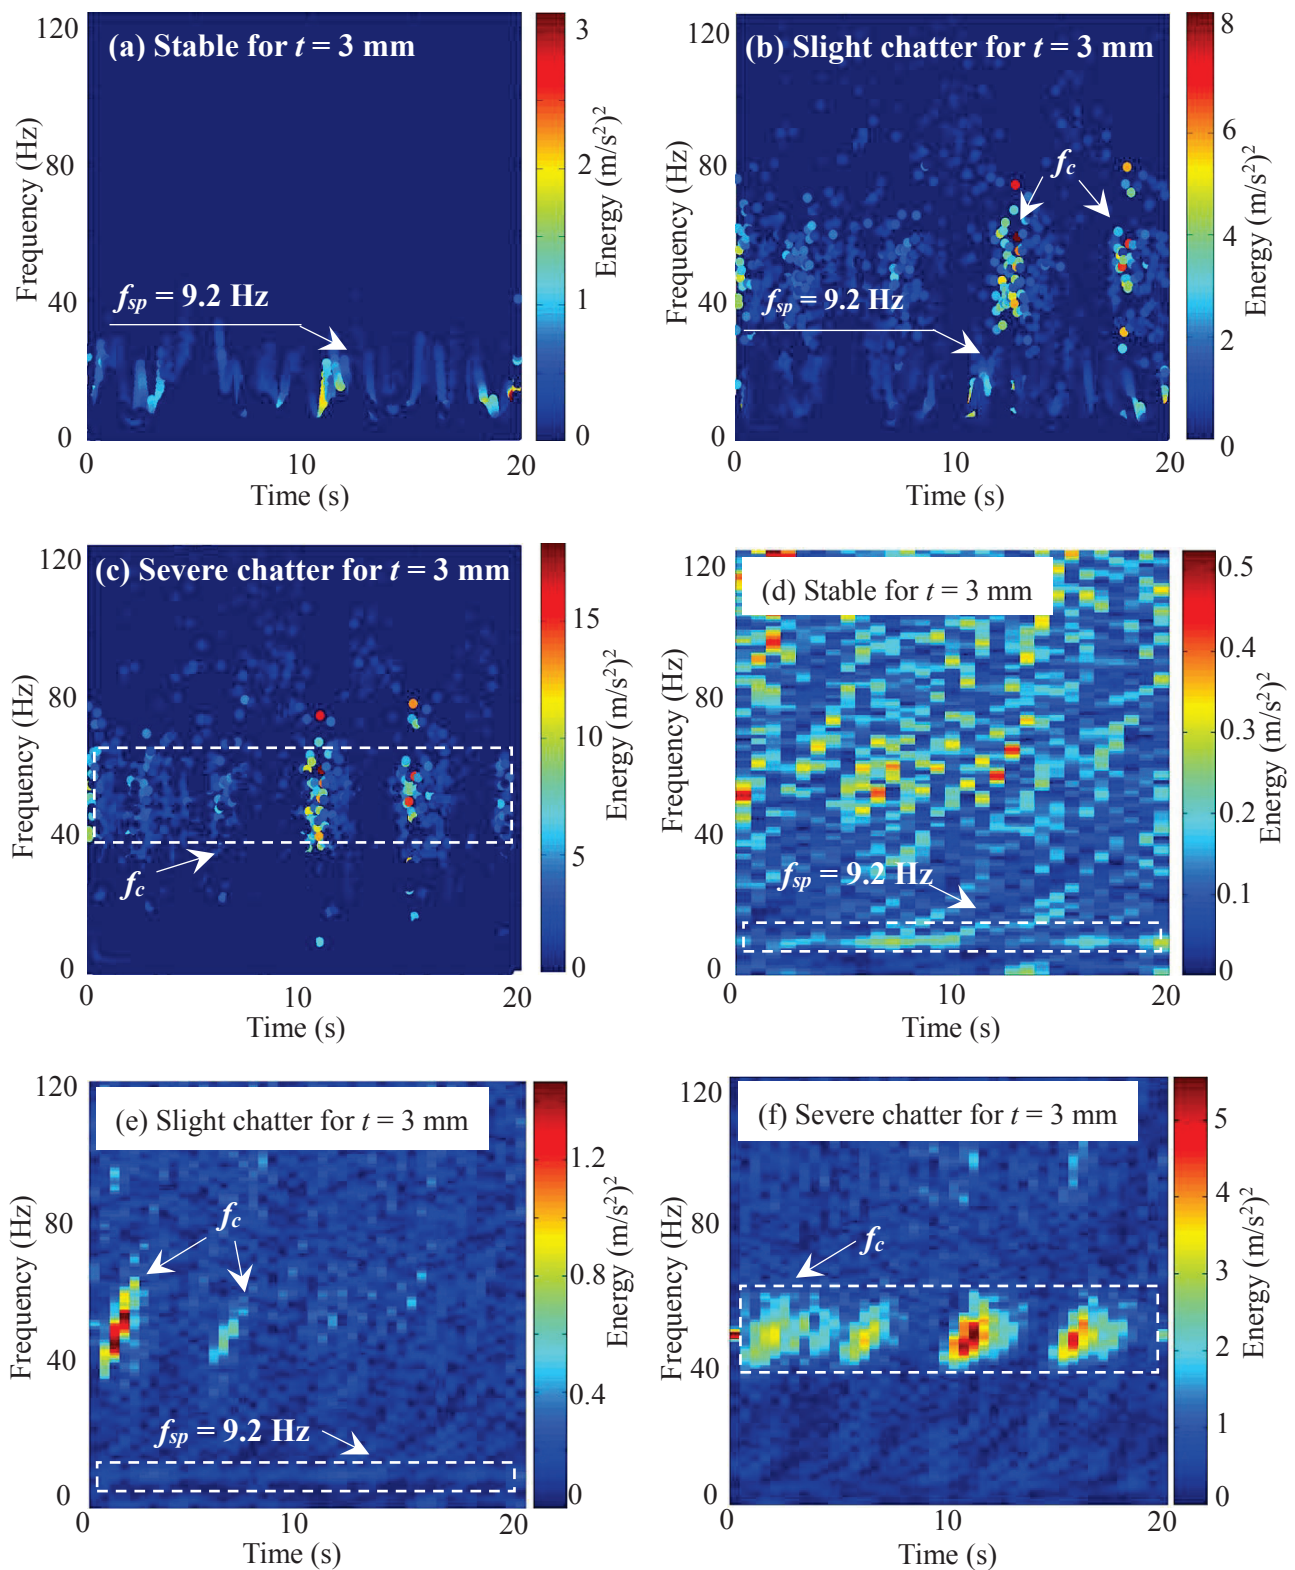 (a) Stable for t = 3 mm
Frequency (Hz)
120
80
40
0
0
10
20
Time (s)
fsp = 9.2 Hz
3
2
1
0
Energy (m/s²)²
(b) Slight chatter for t = 3 mm
Frequency (Hz)
120
80
40
0
0
10
20
Time (s)
fc
fsp = 9.2 Hz
8
6
4
2
0
Energy (m/s²)²
(c) Severe chatter for t = 3 mm
Frequency (Hz)
120
80
40
0
0
10
20
Time (s)
fc
15
10
5
0
Energy (m/s²)²
(d) Stable for t = 3 mm
Frequency (Hz)
120
80
40
0
0
10
20
Time (s)
fsp = 9.2 Hz
0.5
0.4
0.3
0.2
0.1
0
Energy (m/s²)²
(e) Slight chatter for t = 3 mm
Frequency (Hz)
120
80
40
0
0
10
20
Time (s)
fc
fsp = 9.2 Hz
1.2
0.8
0.4
0
Energy (m/s²)²
(f) Severe chatter for t = 3 mm
Frequency (Hz)
120
80
40
0
0
10
20
Time (s)
fc
5
4
3
2
1
0
Energy (m/s²)²